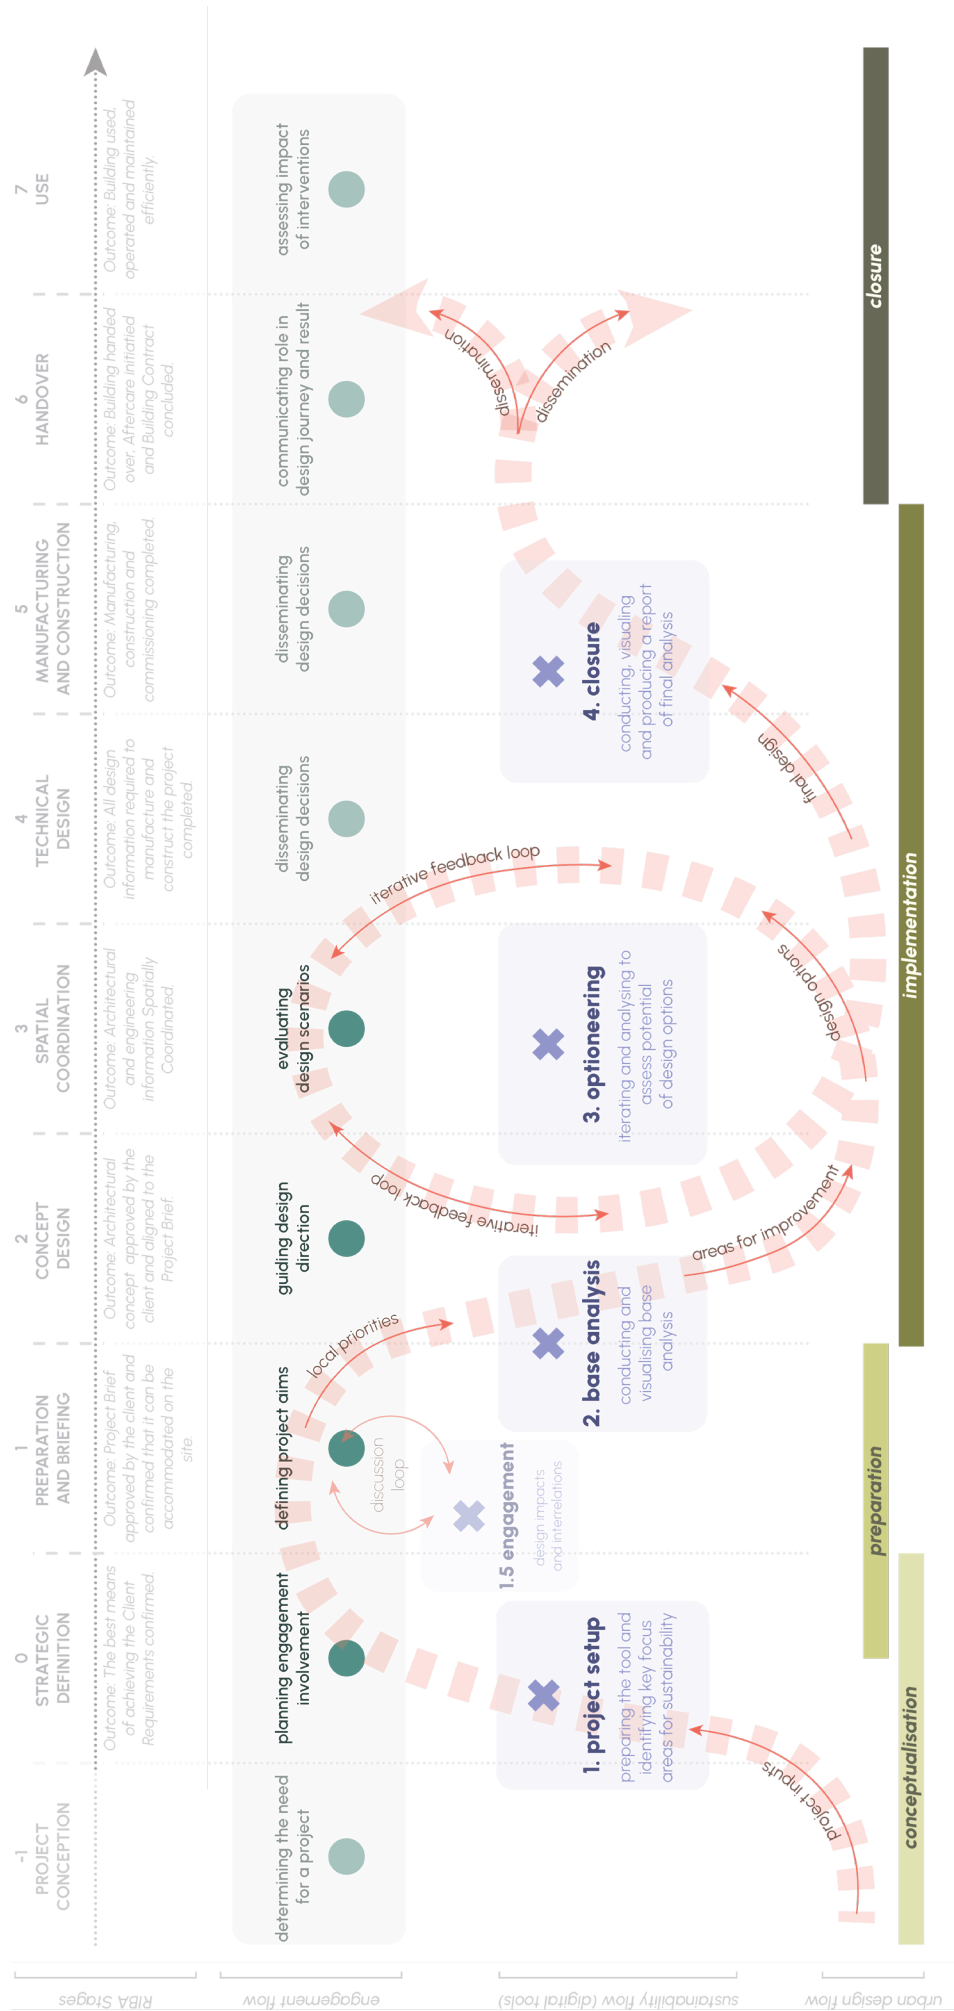 -1
PROJECT
CONCEPTION
0
STRATEGIC
DEFINITION
Outcome: The best means
of achieving the Client
Requirements confirmed.
1
PREPARATION
AND BRIEFING
Outcome: Project Brief
approved by the client and
confirmed that it can be
accommodated on the
site.
2
CONCEPT
DESIGN
Outcome: Architectural
concept approved by the
client and aligned to the
Project Brief.
3
SPATIAL
COORDINATION
Outcome: Architectural
and engineering
information Spatially
Coordinated.
4
TECHNICAL
DESIGN
Outcome: All design
information required to
manufacture and
construct the project
completed.
5
MANUFACTURING
AND CONSTRUCTION
Outcome: Manufacturing,
construction and
commissioning completed.
6
HANDOVER
Outcome: Building handed
over, Aftercare initiatied
and Building Contract
concluded.
7
USE
Outcome: Building used,
operated and maintained
efficiently.
RIBA Stages
determining the need
for a project
planning engagement
involvement
defining project aims
guiding design
direction
evaluating
design scenarios
disseminating
design decisions
disseminating
design decisions
communicating role in
design journey and result
assessing impact
of interventions
engagement flow
discussion
loop
local priorities
iterative feedback loop
iterative feedback loop
dissemination
dissemination
1. project setup
preparing the tool and
identifying key focus
areas for sustainability
1.5 engagement
design impacts
and interrelations
2. base analysis
conducting and
visualising base
analysis
3. optioneering
iterating and analysing to
assess potential
of design options
4. closure
conducting, visualing
and producing a report
of final analysis
sustainability flow (digital tools)
project inputs
areas for improvement
design options
final design
conceptualisation
preparation
implementation
closure
urban design flow